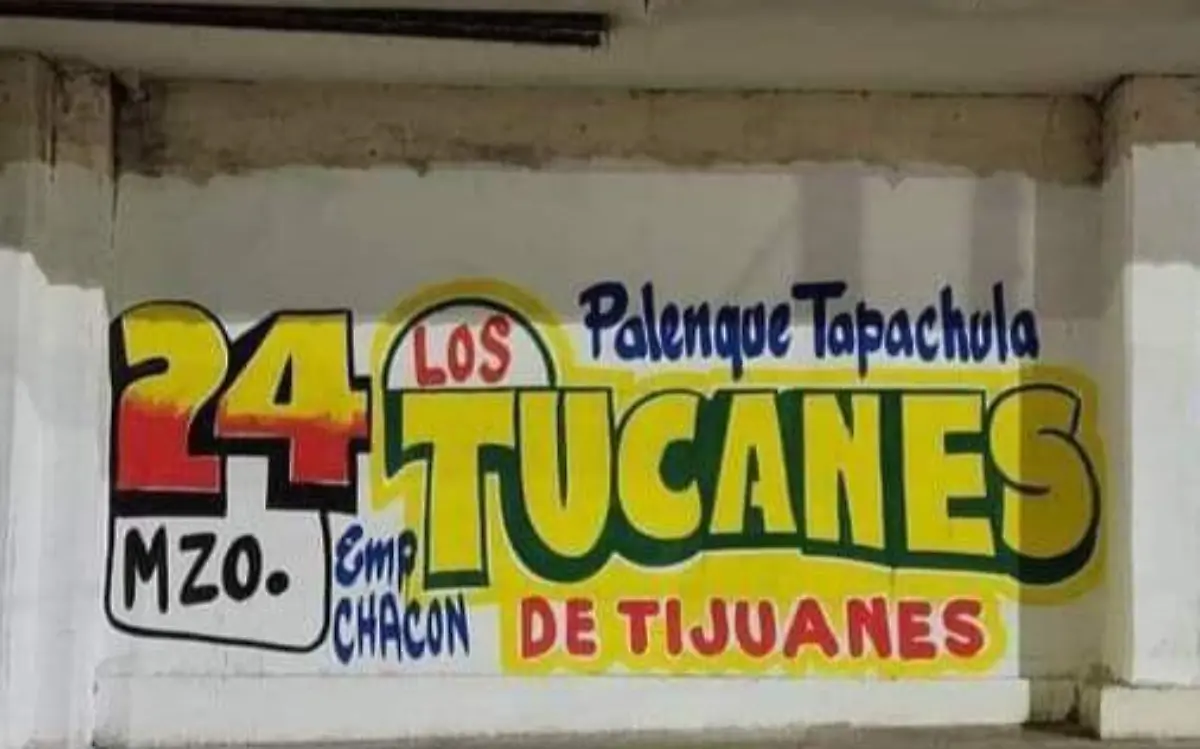 24
MZO.
Emp
CHACON
Palenque Tapachula
LOS
TUCANES
DE TIJUANES